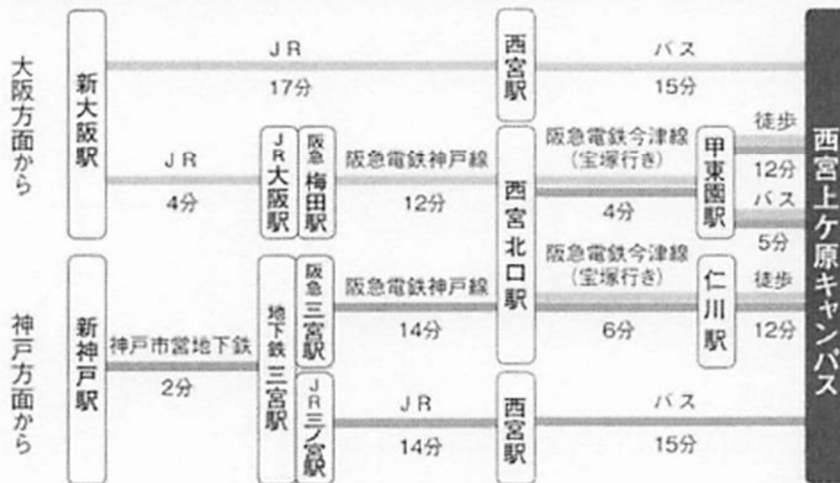 大阪方面から
新大阪駅
JR
17分
西宮駅
バス
15分
JR
4分
JR大阪駅
阪急 梅田駅
阪急電鉄神戸線
12分
西宮北口駅
阪急電鉄今津線
(宝塚行き)
4分
甲東園駅
徒歩
12分
バス
5分
阪急電鉄今津線
(宝塚行き)
6分
仁川駅
徒歩
12分
神戸方面から
新神戸駅
神戸市営地下鉄
2分
地下鉄 三宮駅
阪急 三宮駅
阪急電鉄神戸線
14分
JR三ノ宮駅
JR
14分
西宮駅
バス
15分
西宮上ケ原キャンパス